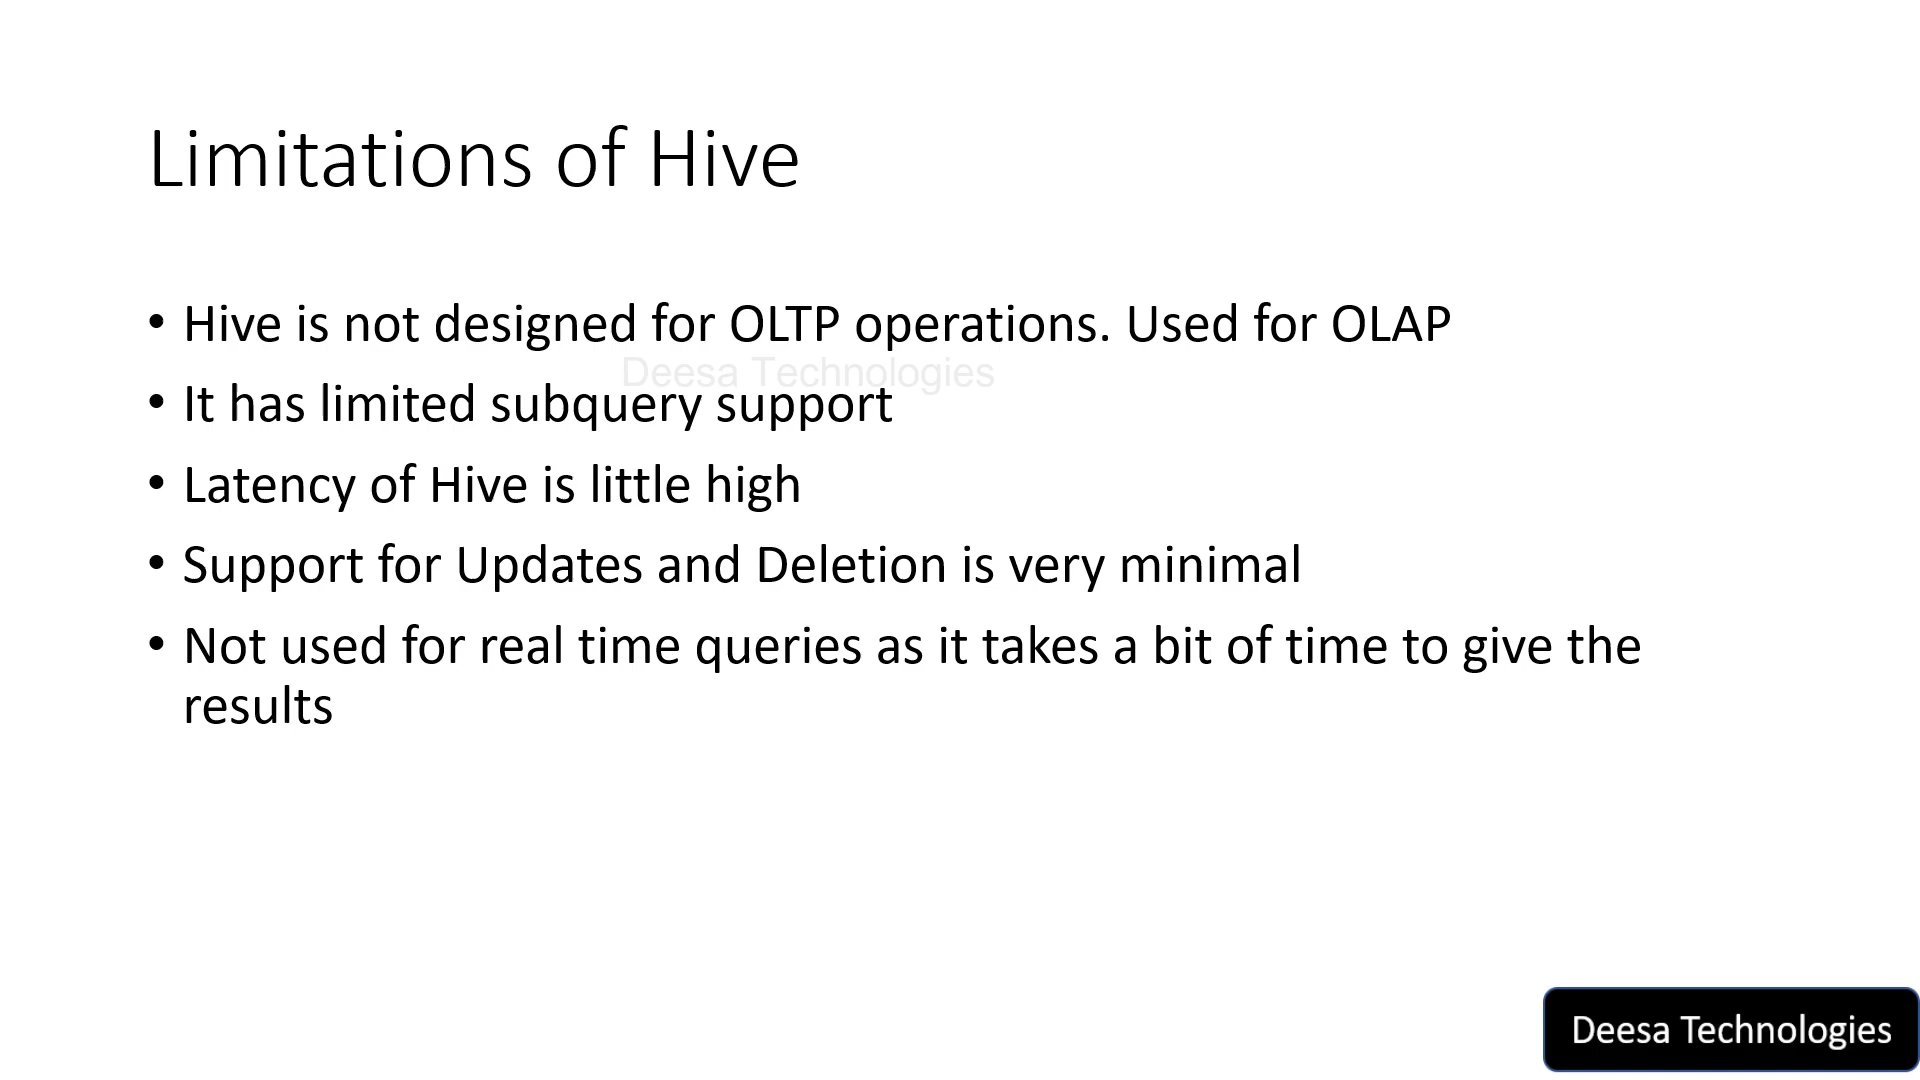 Limitations of Hive
• Hive is not designed for OLTP operations. Used for OLAP
Deesa Technologies
• It has limited subquery support
• Latency of Hive is little high
• Support for Updates and Deletion is very minimal
• Not used for real time queries as it takes a bit of time to give the
results
Deesa Technologies